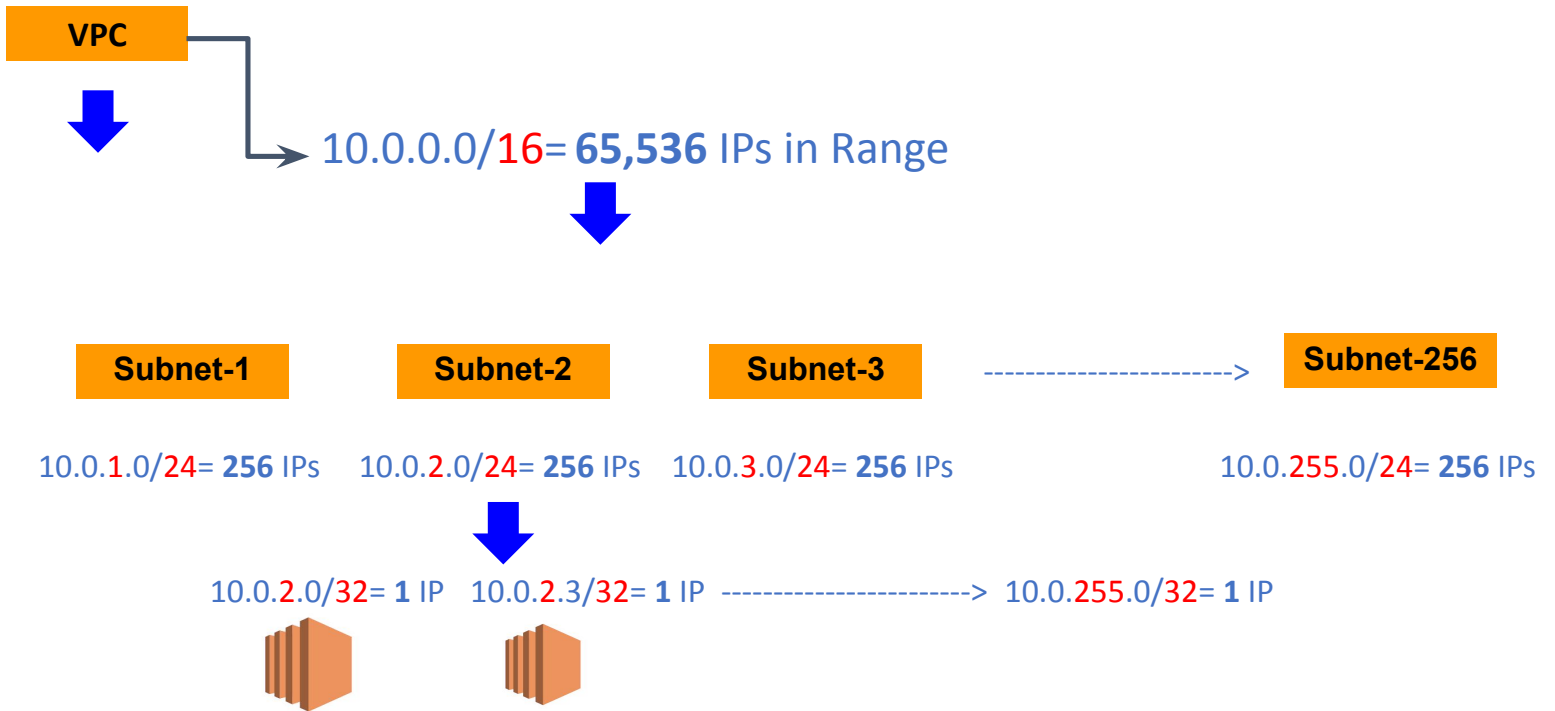 VPC
10.0.0.0/16= 65,536 IPs in Range
Subnet-1
Subnet-2
Subnet-3
------------------------>
Subnet-256
10.0.1.0/24= 256 IPs
10.0.2.0/24= 256 IPs
10.0.3.0/24= 256 IPs
10.0.255.0/24= 256 IPs
10.0.2.0/32= 1 IP
10.0.2.3/32= 1 IP ------------------------> 10.0.255.0/32= 1 IP